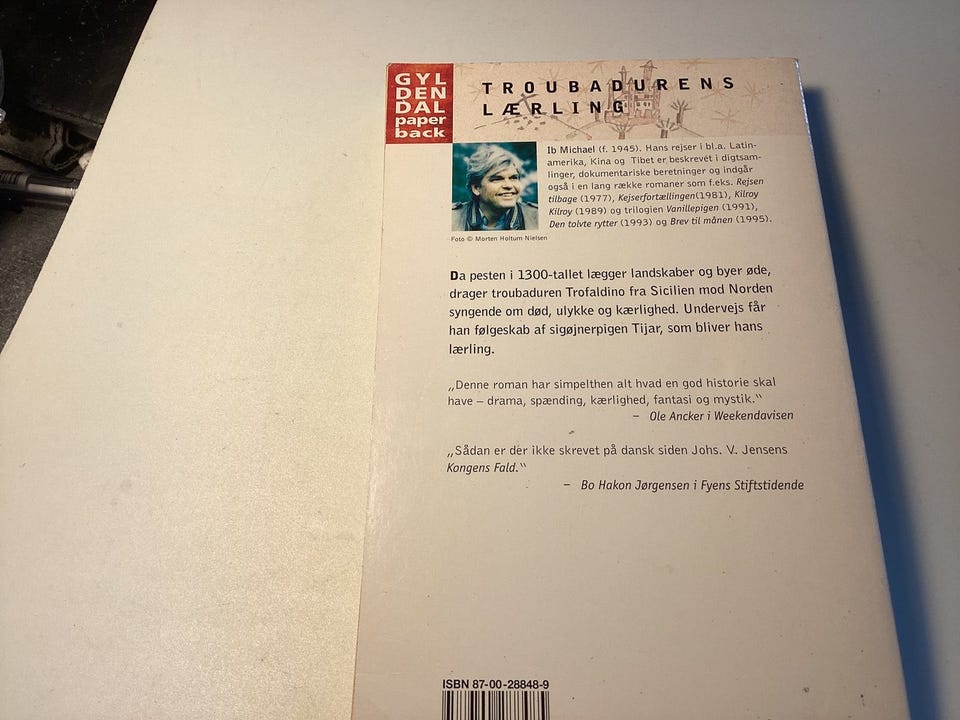 GYL
DEN
DAL
paper
back
TROUBADURENS
LÆRLING
Ib Michael (f. 1945). Hans rejser i bl.a. Latin-
amerika, Kina og Tibet er beskrevet i digtsam-
linger, dokumentariske beretninger og indgår
også i en lang række romaner som f.eks. Rejsen
tilbage (1977), Kejserfortællingen(1981), Kilroy
Kilroy (1989) og trilogien Vanillepigen (1991),
Den tolvte rytter (1993) og Brev til månen (1995).
Foto © Morten Holtum Nielsen
Da pesten i 1300-tallet lægger landskaber og byer øde,
drager troubaduren Trofaldino fra Sicilien mod Norden
syngende om død, ulykke og kærlighed. Undervejs får
han følgeskab af sigøjnerpigen Tijar, som bliver hans
lærling.
„Denne roman har simpelthen alt hvad en god historie skal
have – drama, spænding, kærlighed, fantasi og mystik.“
– Ole Ancker i Weekendavisen
„Sådan er der ikke skrevet på dansk siden Johs. V. Jensens
Kongens Fald.“
– Bo Hakon Jørgensen i Fyens Stiftstidende
ISBN 87-00-28848-9